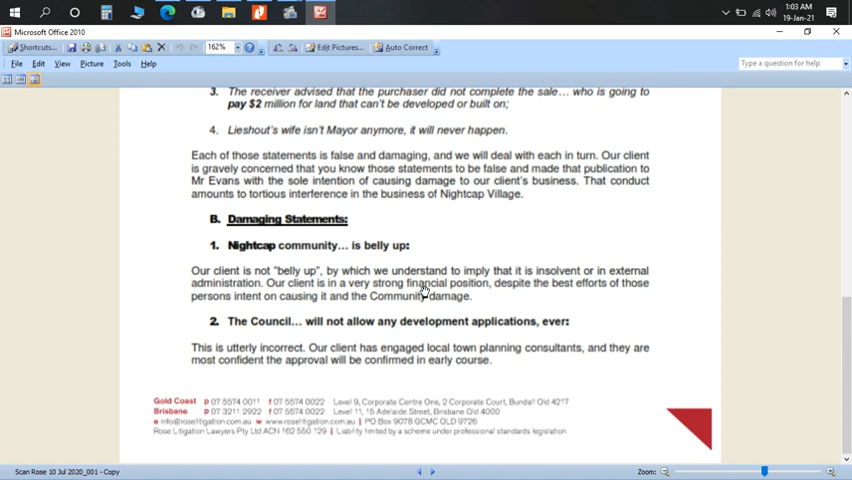 1:03 AM
19-Jan-21
Microsoft Office 2010
Shortcuts...
162%
Edit Pictures...
Auto Correct
File Edit View Picture Tools Help
Type a question for help
3. The receiver advised that the purchaser did not complete the sale... who is going to
pay $2 million for land that can't be developed or built on;
4. Lieshout's wife isn't Mayor anymore, it will never happen.
Each of those statements is false and damaging, and we will deal with each in turn. Our client
is gravely concerned that you know those statements to be false and made that publication to
Mr Evans with the sole intention of causing damage to our client's business. That conduct
amounts to tortious interference in the business of Nightcap Village.
B. Damaging Statements:
1. Nightcap community... is belly up:
Our client is not "belly up", by which we understand to imply that it is insolvent or in external
administration. Our client is in a very strong financial position, despite the best efforts of those
persons intent on causing it and the Community damage.
2. The Council... will not allow any development applications, ever:
This is utterly incorrect. Our client has engaged local town planning consultants, and they are
most confident the approval will be confirmed in early course.
Gold Coast p 07 5574 0011 f 07 5574 0022 Level 9, Corporate Centre One, 2 Corporate Court, Bundall Qld 4217
Brisbane p 07 3211 2922 f 07 5574 0022 Level 11, 15 Adelaide Street, Brisbane Qld 4000
e info@roselitigation.com.au w www.roselitigation.com.au | PO Box 9078 GCMC QLD 9726
Rose Litigation Lawyers Pty Ltd ACN 162 550 129 | Liability limited by a scheme under professional standards legislation
Scan Rose 10 Jul 2020_001 - Copy
Zoom: